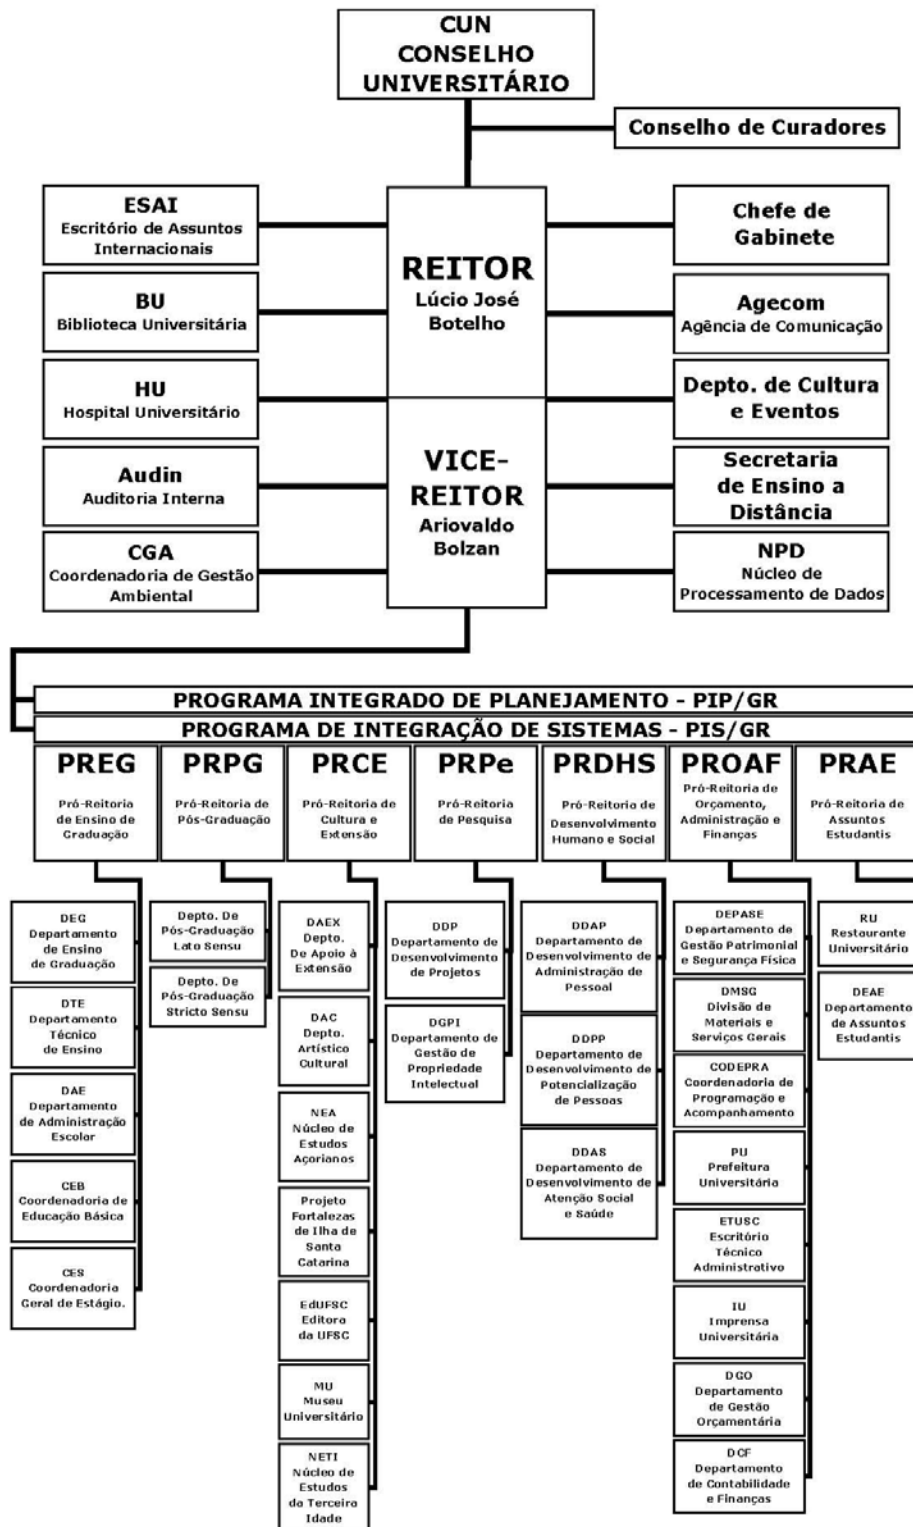 CUN
CONSELHO
UNIVERSITÁRIO
Conselho de Curadores
ESAI
Escritório de Assuntos
Internacionais
BU
Biblioteca Universitária
HU
Hospital Universitário
Audin
Auditoria Interna
CGA
Coordenadoria de Gestão
Ambiental
REITOR
Lúcio José
Botelho
VICE-
REITOR
Ariovaldo
Bolzan
Chefe de
Gabinete
Agecom
Agência de Comunicação
Depto. de Cultura
e Eventos
Secretaria
de Ensino a
Distância
NPD
Núcleo de
Processamento de Dados
PROGRAMA INTEGRADO DE PLANEJAMENTO - PIP/GR
PROGRAMA DE INTEGRAÇÃO DE SISTEMAS - PIS/GR
PREG
Pró-Reitoria
de Ensino de
Graduação
PRPG
Pró-Reitoria de
Pós-Graduação
PRCE
Pró-Reitoria de
Cultura e
Extensão
PRPe
Pró-Reitoria
de Pesquisa
PRDHS
Pró-Reitoria de
Desenvolvimento
Humano e Social
PROAF
Pró-Reitoria de
Orçamento,
Administração e
Finanças
PRAE
Pró-Reitoria de
Assuntos
Estudantis
DEG
Departamento
de Ensino
de Graduação
DTE
Departamento
Técnico
de Ensino
DAE
Departamento
de Administração
Escolar
CEB
Coordenadoria de
Educação Básica
CES
Coordenadoria
Geral de Estágio.
Depto. De
Pós-Graduação
Lato Sensu
Depto. De
Pós-Graduação
Stricto Sensu
DAEX
Depto.
De Apoio à
Extensão
DAC
Depto.
Artístico
Cultural
NEA
Núcleo de
Estudos
Açorianos
Projeto
Fortalezas
de Ilha de
Santa
Catarina
EdUFSC
Editora
da UFSC
MU
Museu
Universitário
NETI
Núcleo de
Estudos
da Terceira
Idade
DDP
Departamento de
Desenvolvimento
de Projetos
DGPI
Departamento de
Gestão de
Propriedade
Intelectual
DDAP
Departamento de
Desenvolvimento de
Administração de
Pessoal
DDPP
Departamento de
Desenvolvimento de
Potencialização
de Pessoas
DDAS
Departamento de
Desenvolvimento de
Atenção Social
e Saúde
DEPASE
Departamento de
Gestão Patrimonial
e Segurança Física
DMSG
Divisão de
Materiais e
Serviços Gerais
CODEPRA
Coordenadoria de
Programação e
Acompanhamento
PU
Prefeitura
Universitária
ETUSC
Escritório
Técnico
Administrativo
IU
Imprensa
Universitária
DGO
Departamento
de Gestão
Orçamentária
DCF
Departamento
de Contabilidade
e Finanças
RU
Restaurante
Universitário
DEAE
Departamento
de Assuntos
Estudantis